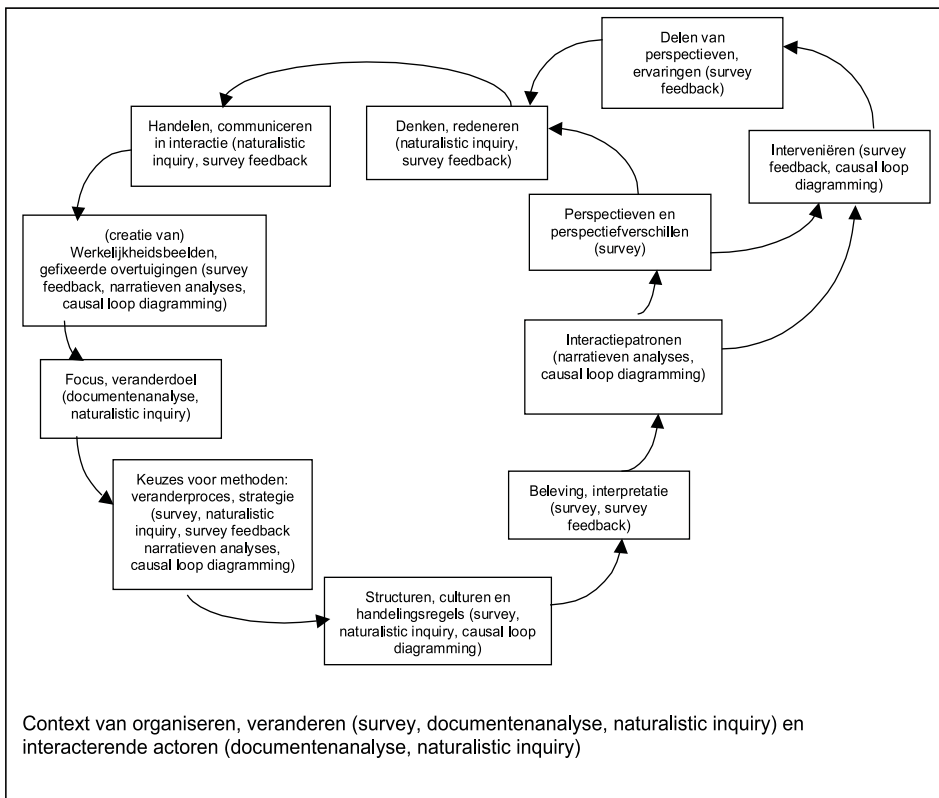 Delen van
perspectieven,
ervaringen (survey
feedback)
Handelen, communiceren
in interactie (naturalistic
inquiry, survey feedback
Denken, redeneren
(naturalistic inquiry,
survey feedback)
Interveniëren (survey
feedback, causal loop
diagramming)
Perspectieven en
perspectiefverschillen
(survey)
(creatie van)
Werkelijkheidsbeelden,
gefixeerde overtuigingen (survey
feedback, narratieven analyses,
causal loop diagramming)
Interactiepatronen
(narratieven analyses,
causal loop diagramming)
Focus, veranderdoel
(documentenanalyse,
naturalistic inquiry)
Keuzes voor methoden:
veranderproces, strategie
(survey, naturalistic
inquiry, survey feedback
narratieven analyses,
causal loop diagramming)
Beleving, interpretatie
(survey, survey
feedback)
Structuren, culturen en
handelingsregels (survey,
naturalistic inquiry, causal loop
diagramming)
Context van organiseren, veranderen (survey, documentenanalyse, naturalistic inquiry) en
interacterende actoren (documentenanalyse, naturalistic inquiry)